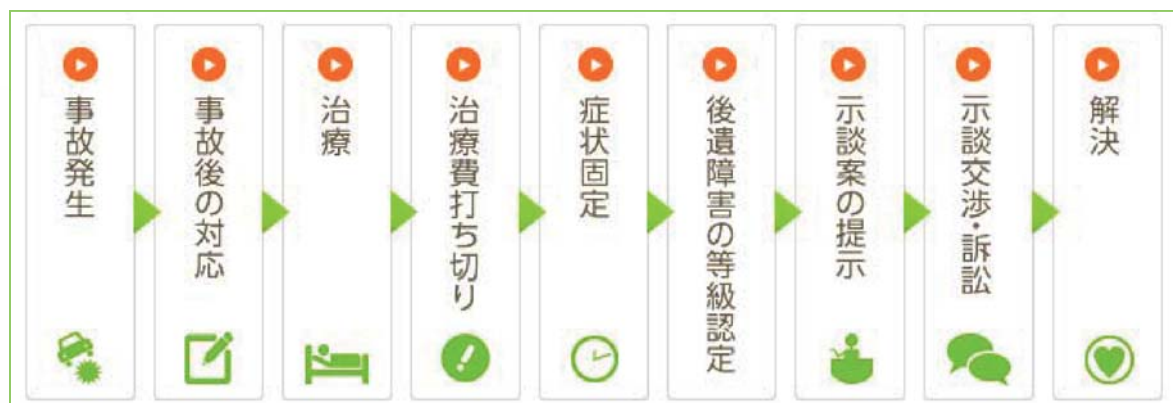 事故発生
事故後の対応
治療
治療費打ち切り
症状固定
後遺障害の等級認定
示談案の提示
示談交渉・訴訟
解決